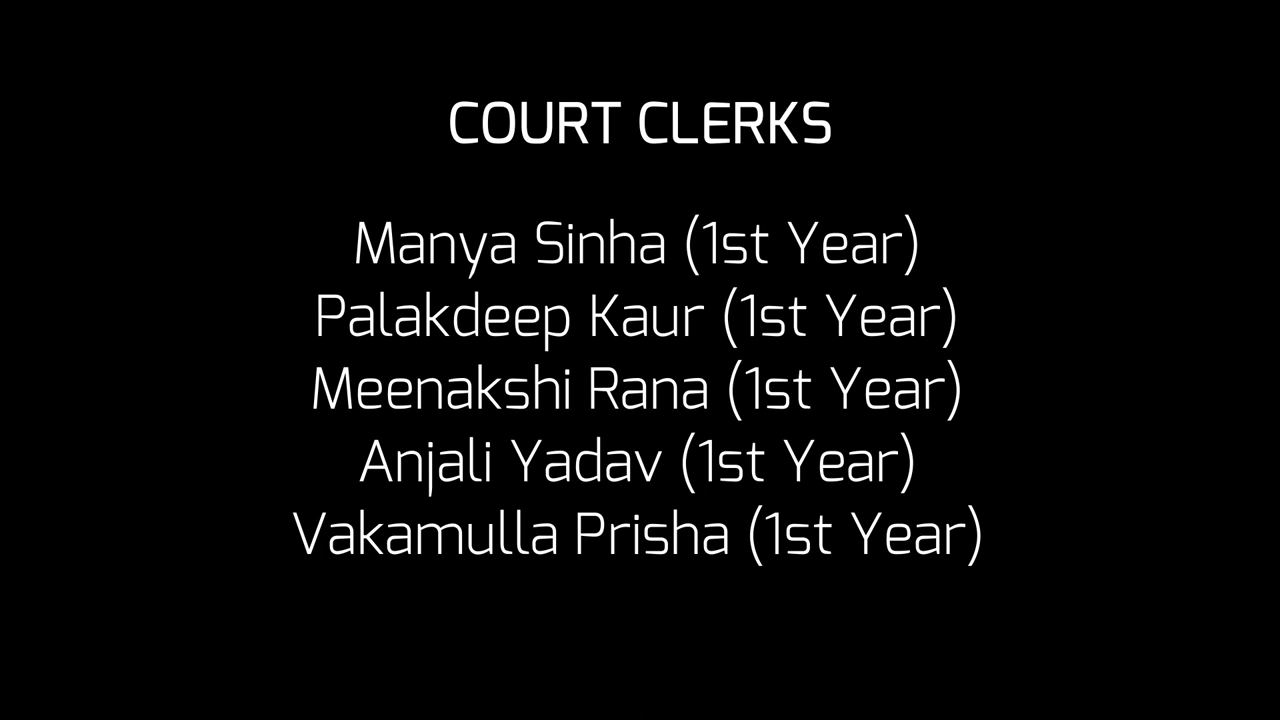 COURT CLERKS
Manya Sinha (1st Year)
Palakdeep Kaur (1st Year)
Meenakshi Rana (1st Year)
Anjali Yadav (1st Year)
Vakamulla Prisha (1st Year)